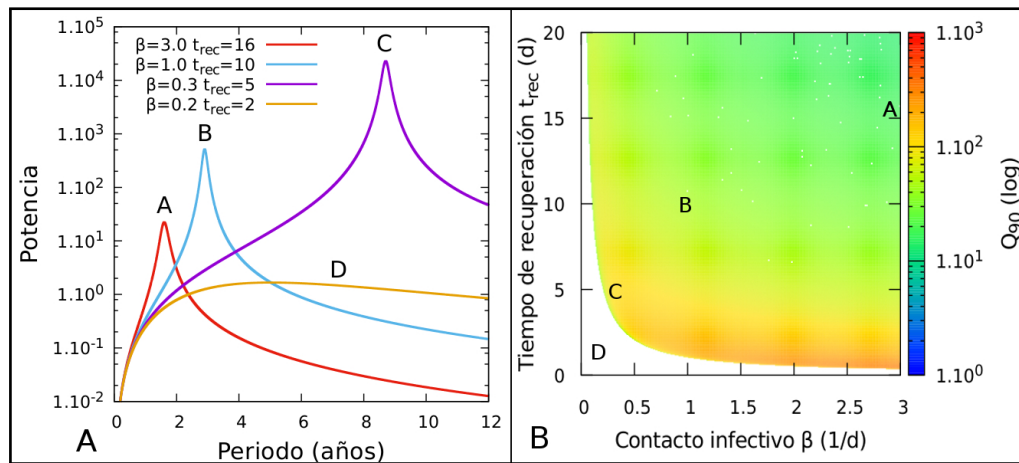 1.10^5
1.10^4
1.10^3
1.10^2
1.10^1
1.10^0
1.10^-1
1.10^-2
Potencia
β=3.0 t_rec=16
β=1.0 t_rec=10
β=0.3 t_rec=5
β=0.2 t_rec=2
A
B
C
D
0 2 4 6 8 10 12
Periodo (años)
A
20
15
10
5
0
Tiempo de recuperación t_rec (d)
A
B
C
D
0 0.5 1 1.5 2 2.5 3
Contacto infectivo β (1/d)
B
1.10^3
1.10^2
1.10^1
1.10^0
Q_90 (log)